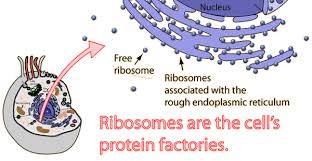 Nucleus
Free
ribosome
Ribosomes
associated with the
rough endoplasmic reticulum
Ribosomes are the cell's
protein factories.